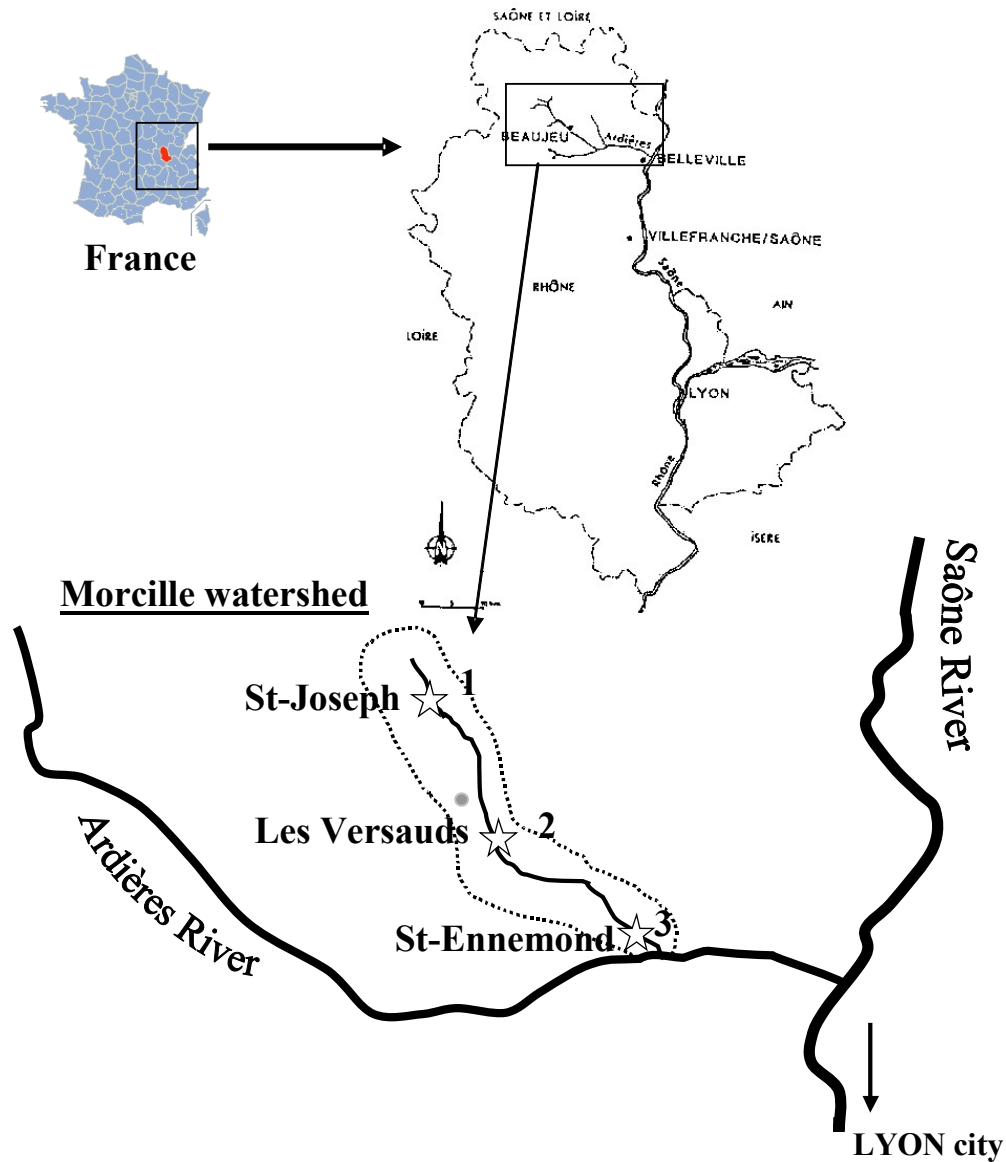 SAÔNE ET LOIRE
BEAUJEU
Ardières
BELLEVILLE
France
VILLEFRANCHE/SAÔNE
Saône
RHÔNE
AIN
LOIRE
LYON
Rhône
ISERE
Morcille watershed
Saône River
St-Joseph
1
Les Versauds
2
Ardières River
St-Ennemond
3
LYON city